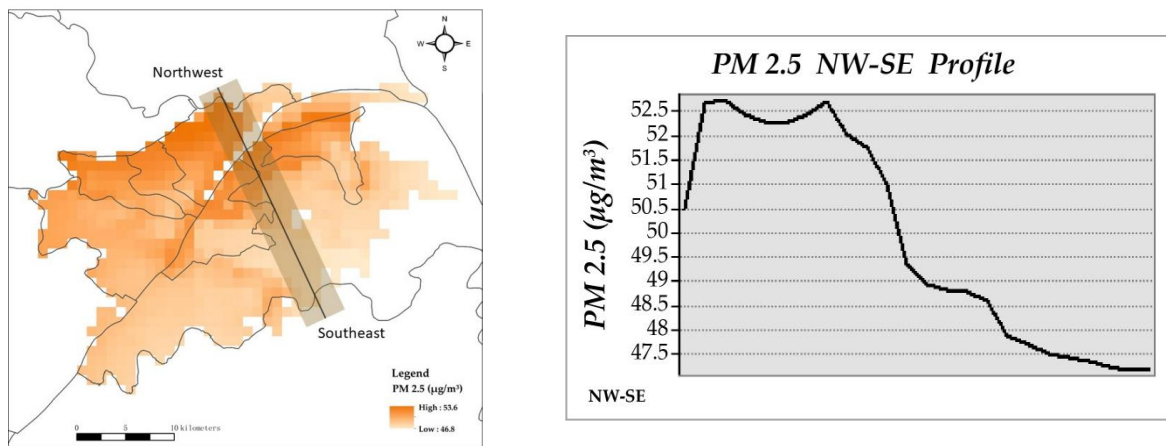 N
W E
S
Northwest
Southeast
Legend
PM 2.5 (µg/m³)
High : 53.6
Low : 46.8
0 5 10 kilometers
PM 2.5 NW-SE Profile
PM 2.5 (µg/m³)
52.5
52
51.5
51
50.5
50
49.5
49
48.5
48
47.5
NW-SE